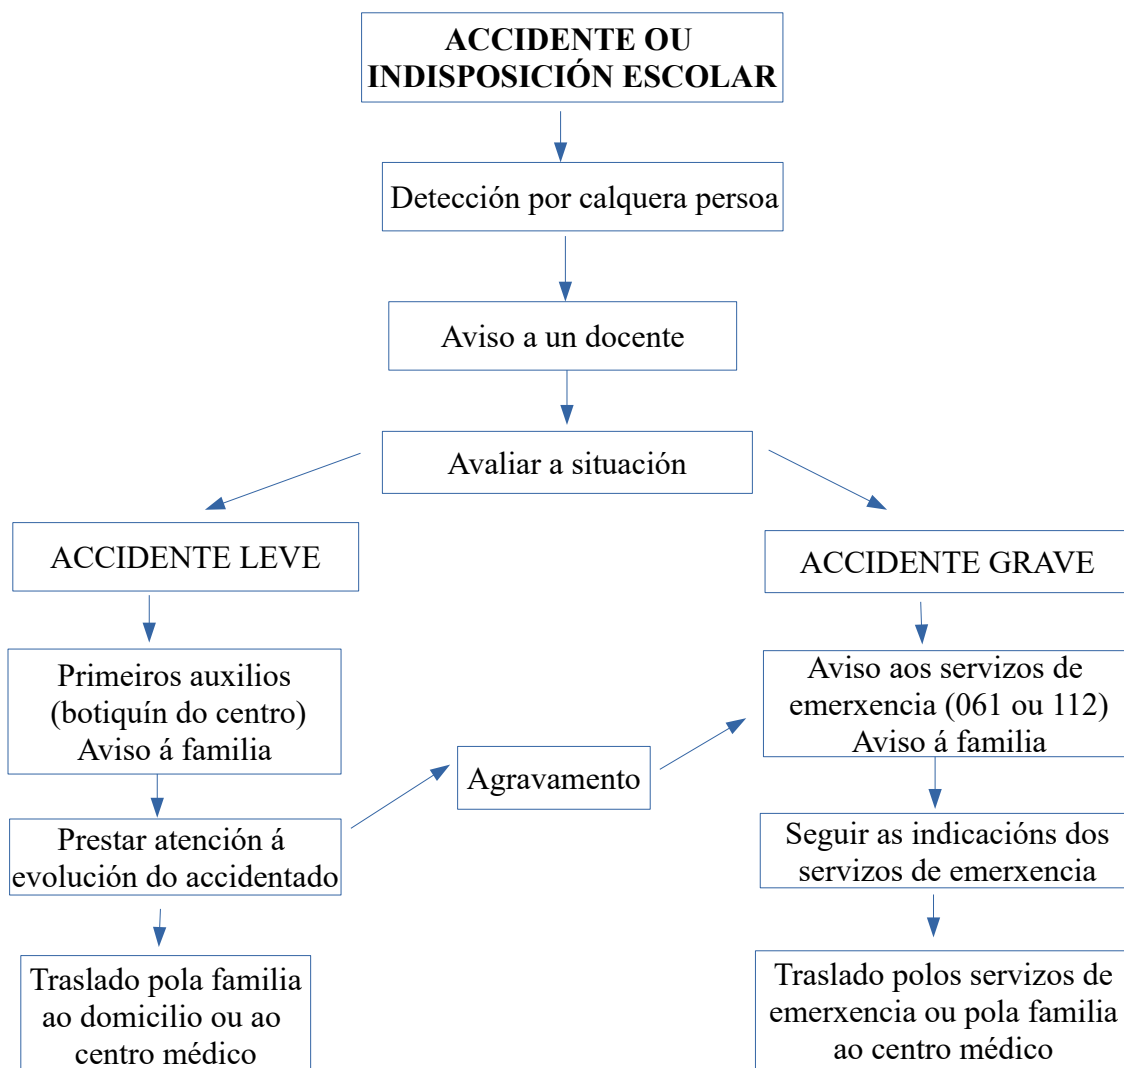 ACCIDENTE OU
INDISPOSICIÓN ESCOLAR
Detección por calquera persoa
Aviso a un docente
Avaliar a situación
ACCIDENTE LEVE
Primeiros auxilios
(botiquín do centro)
Aviso á familia
Prestar atención á
evolución do accidentado
Traslado pola familia
ao domicilio ou ao
centro médico
Agravamento
ACCIDENTE GRAVE
Aviso aos servizos de
emerxencia (061 ou 112)
Aviso á familia
Seguir as indicacións dos
servizos de emerxencia
Traslado polos servizos de
emerxencia ou pola familia
ao centro médico